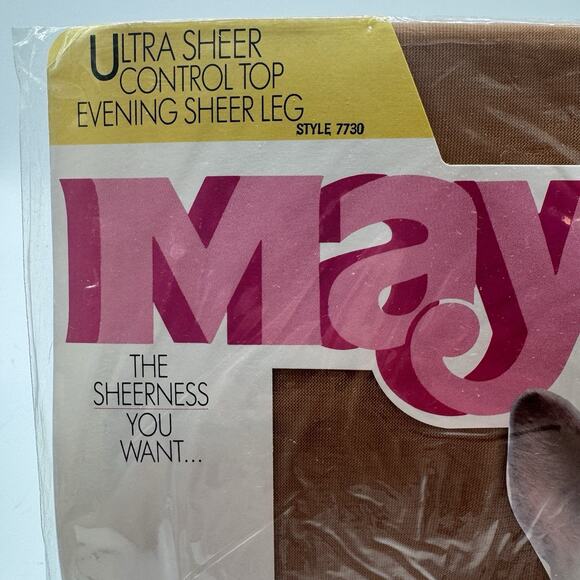 ULTRA SHEER
CONTROL TOP
EVENING SHEER LEG
STYLE 7730
May
THE
SHEERNESS
YOU
WANT...